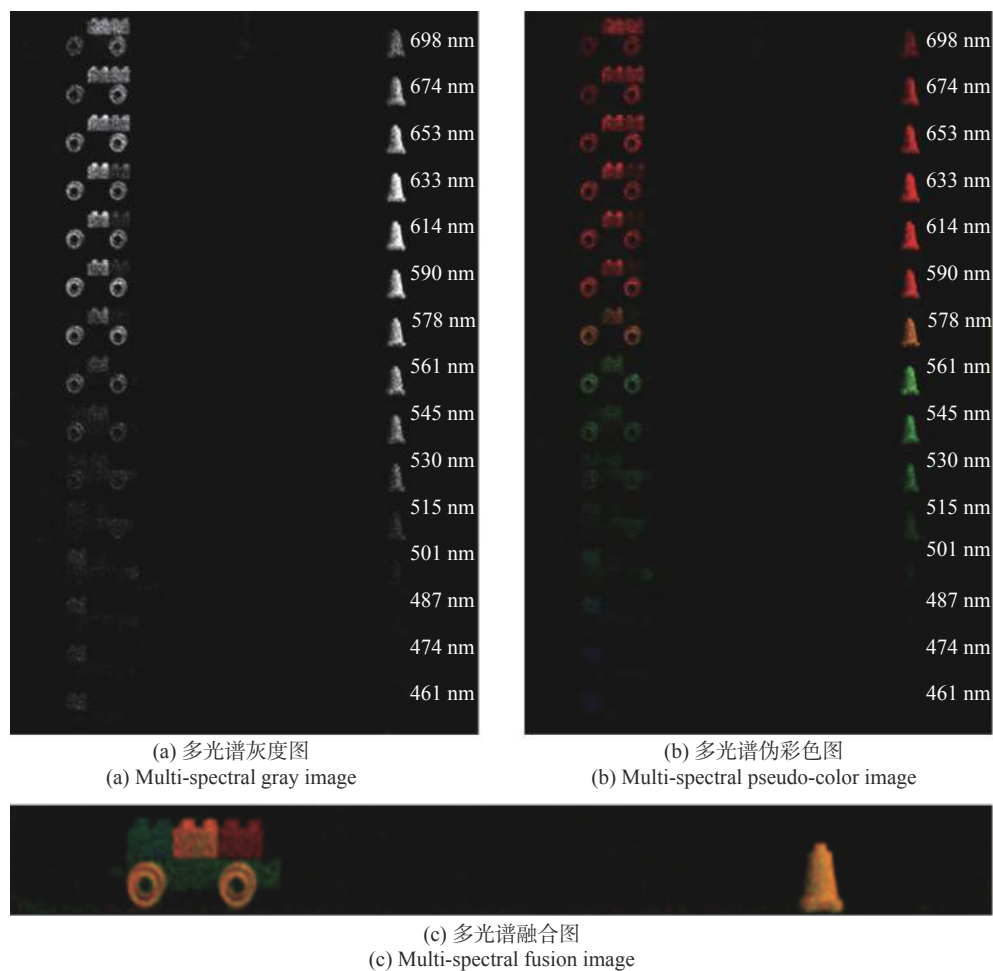 698 nm
674 nm
653 nm
633 nm
614 nm
590 nm
578 nm
561 nm
545 nm
530 nm
515 nm
501 nm
487 nm
474 nm
461 nm
(a) 多光谱灰度图
(a) Multi-spectral gray image
698 nm
674 nm
653 nm
633 nm
614 nm
590 nm
578 nm
561 nm
545 nm
530 nm
515 nm
501 nm
487 nm
474 nm
461 nm
(b) 多光谱伪彩色图
(b) Multi-spectral pseudo-color image
(c) 多光谱融合图
(c) Multi-spectral fusion image